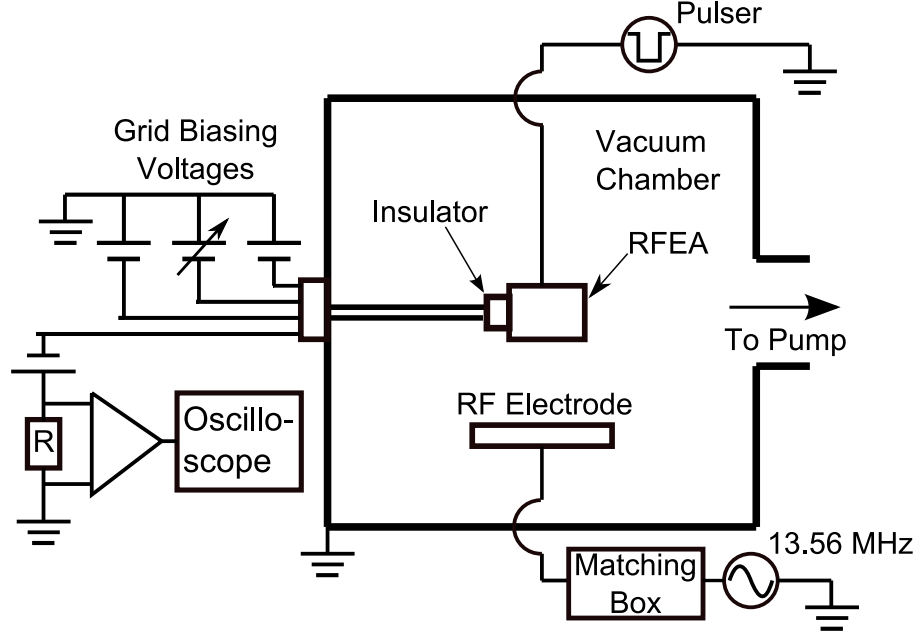 Pulser
Grid Biasing
Voltages
Vacuum
Chamber
Insulator
RFEA
To Pump
RF Electrode
R
Oscillo-
scope
13.56 MHz
Matching
Box